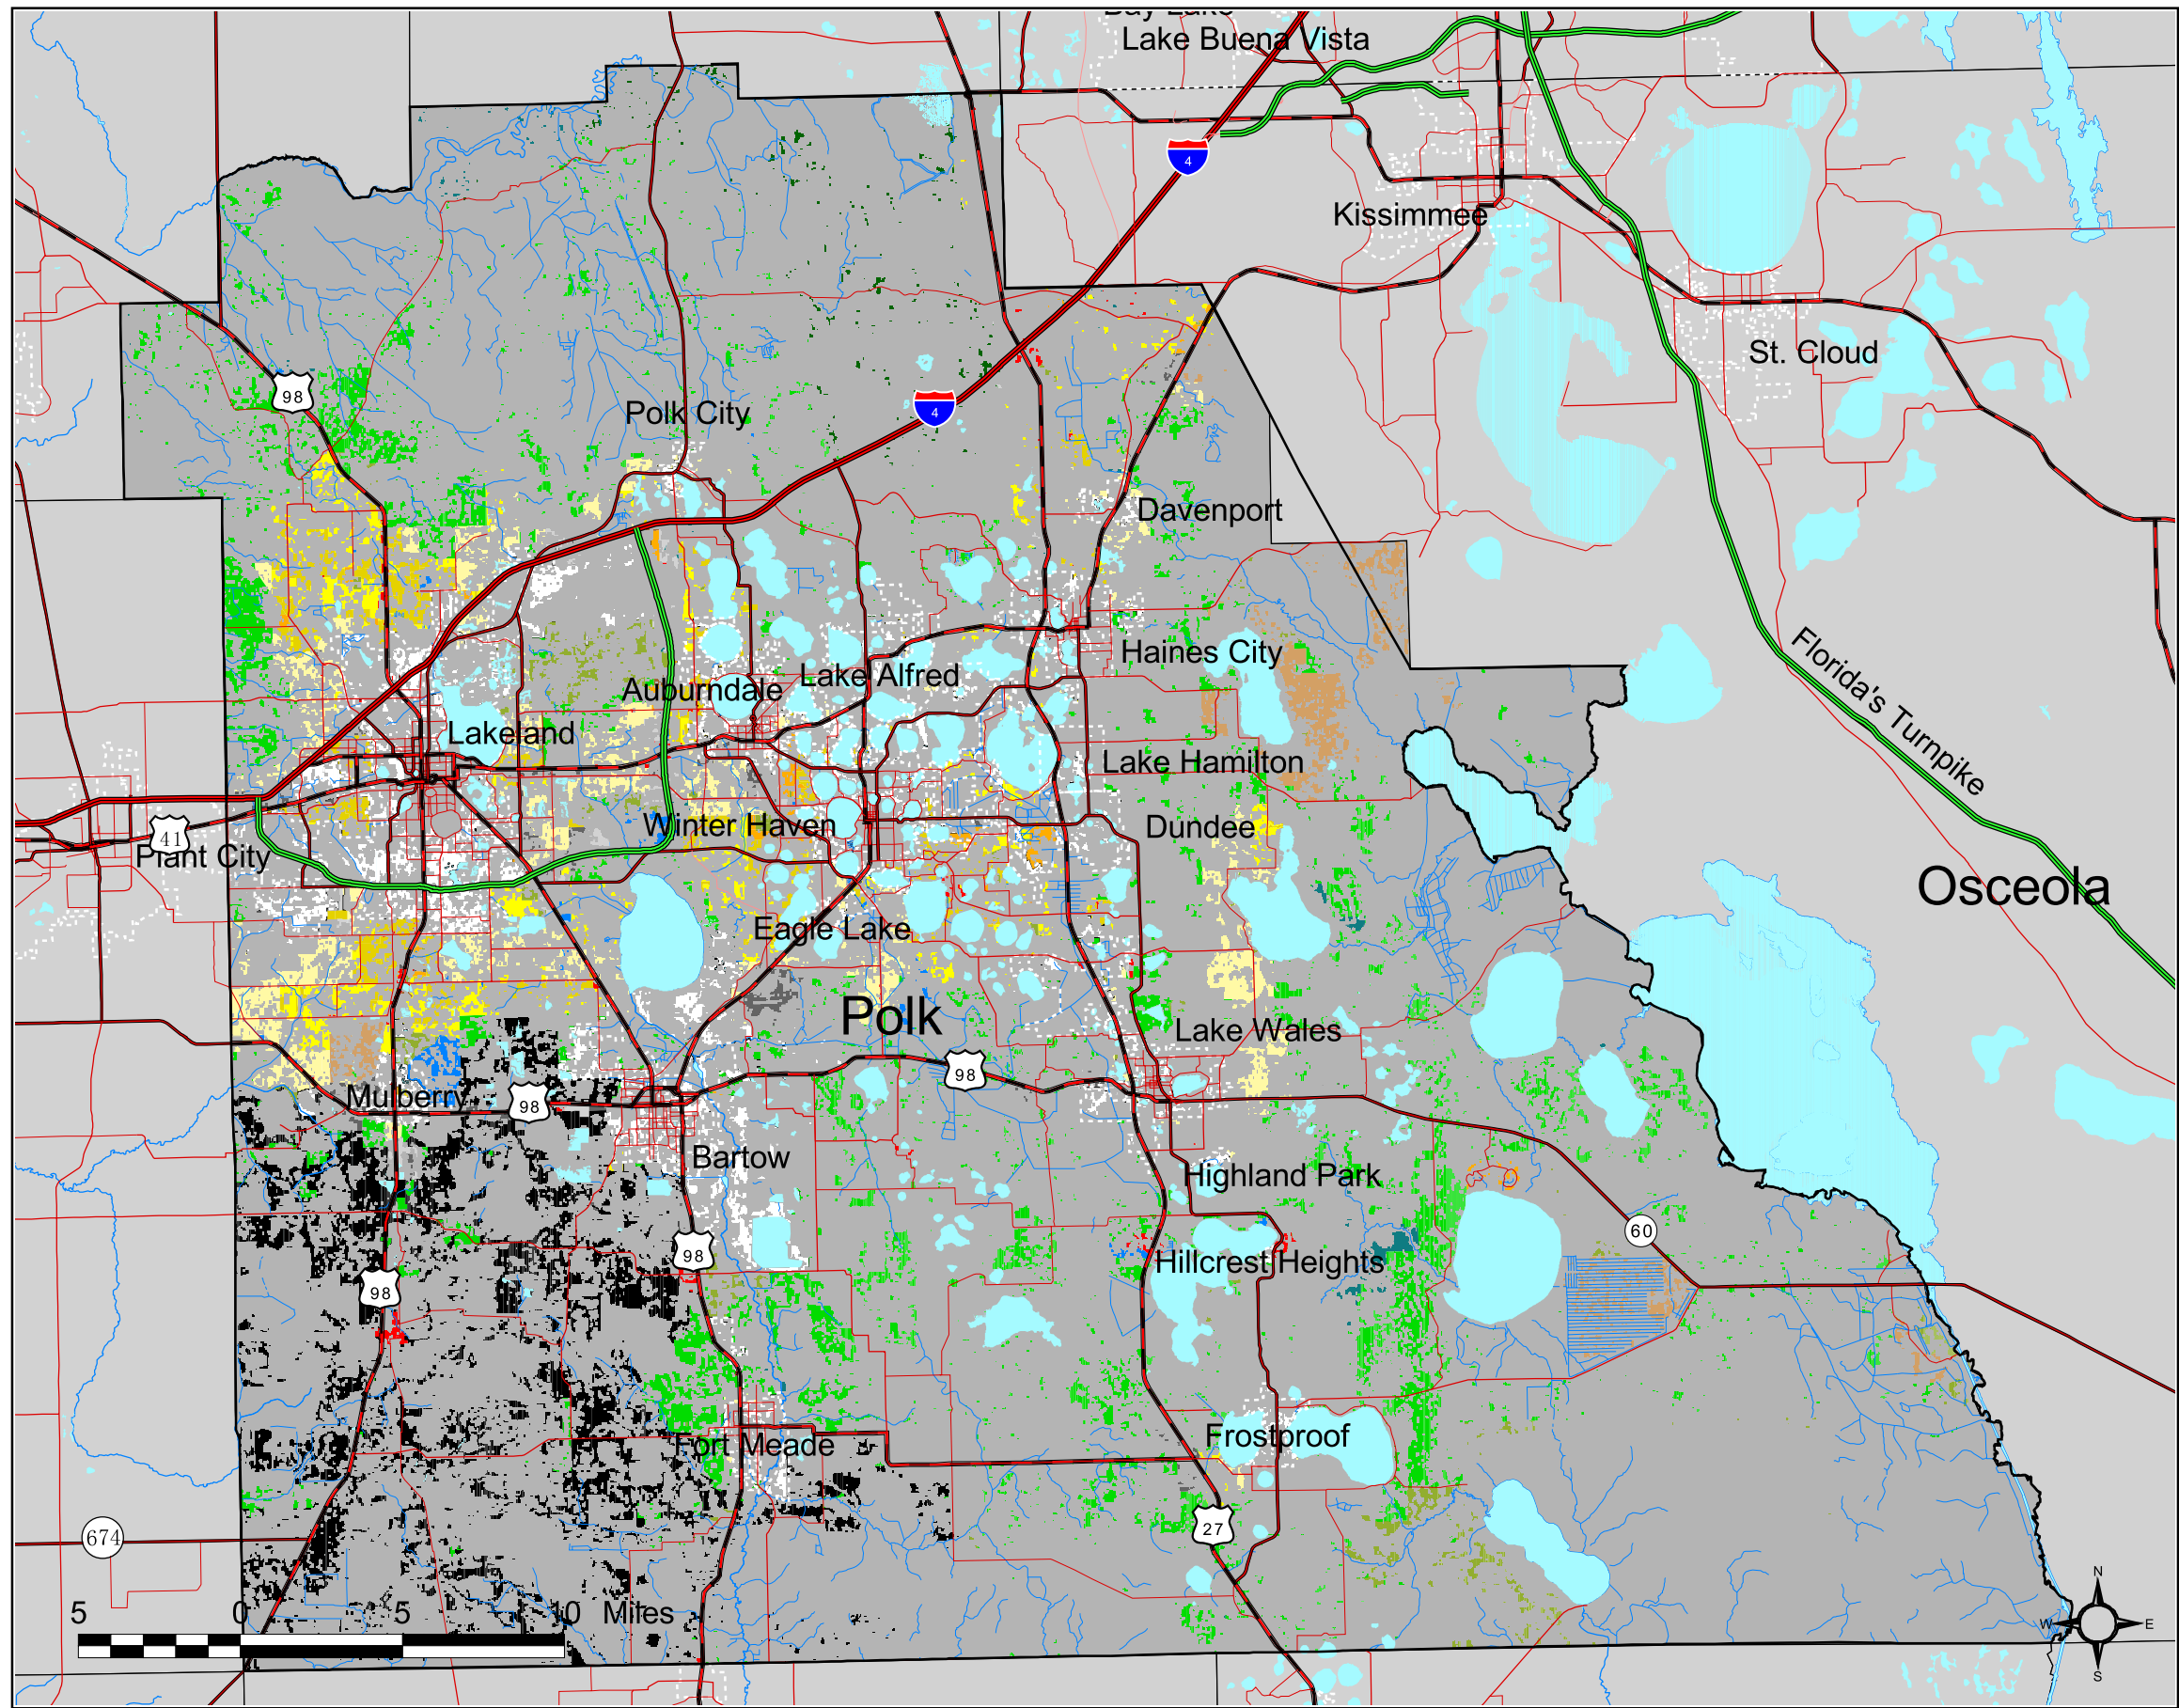 Bay Lake
Lake Buena Vista
4
Kissimmee
St. Cloud
98
Polk City
4
Davenport
Florida's Turnpike
Haines City
Lake Alfred
Auburndale
Lakeland
Lake Hamilton
Winter Haven
Dundee
41
Plant City
Osceola
Eagle Lake
Polk
Lake Wales
98
Mulberry
98
Bartow
Highland Park
60
98
Hillcrest Heights
98
Frostproof
Fort Meade
27
674
N
W
E
S
5 0 5 10 Miles